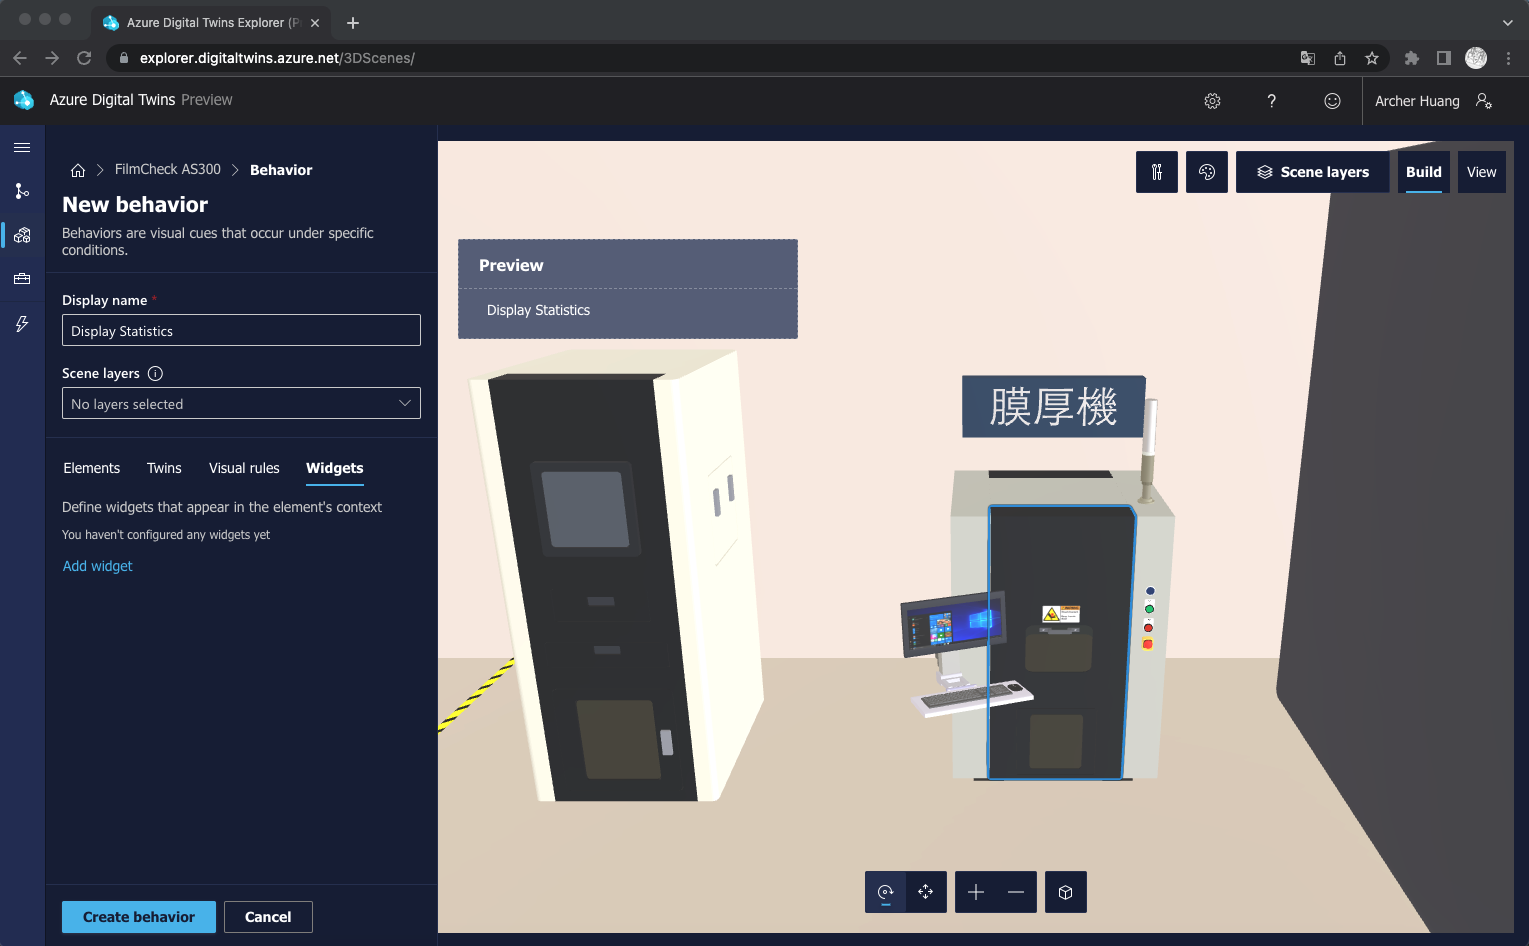 Azure Digital Twins Explorer (P
explorer.digitaltwins.azure.net/3DScenes/
Azure Digital Twins Preview
Archer Huang
FilmCheck AS300
Behavior
New behavior
Behaviors are visual cues that occur under specific
conditions.
Display name *
Display Statistics
Scene layers
No layers selected
Elements
Twins
Visual rules
Widgets
Define widgets that appear in the element's context
You haven't configured any widgets yet
Add widget
Create behavior
Cancel
Scene layers
Build
View
Preview
Display Statistics
膜厚機